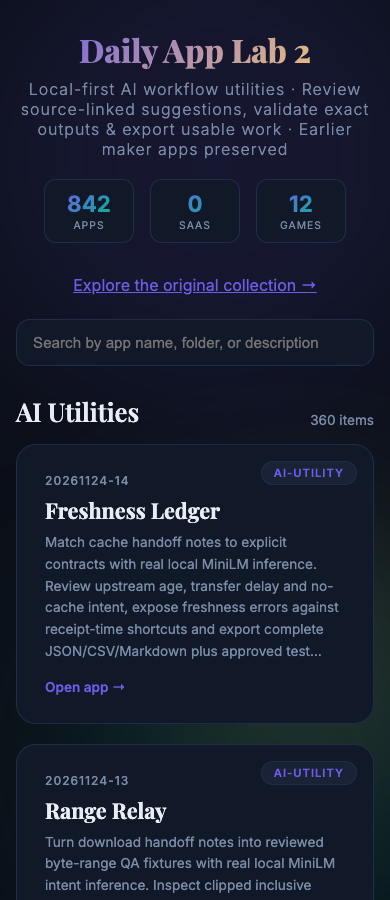 Daily App Lab 2
Local-first AI workflow utilities · Review
source-linked suggestions, validate exact
outputs & export usable work · Earlier
maker apps preserved
842
APPS
0
SAAS
12
GAMES
Explore the original collection →
Search by app name, folder, or description
AI Utilities
360 items
20261124-14
AI-UTILITY
Freshness Ledger
Match cache handoff notes to explicit
contracts with real local MiniLM inference.
Review upstream age, transfer delay and no-
cache intent, expose freshness errors against
receipt-time shortcuts and export complete
JSON/CSV/Markdown plus approved test...
Open app →
20261124-13
AI-UTILITY
Range Relay
Turn download handoff notes into reviewed
byte-range QA fixtures with real local MiniLM
intent inference. Inspect clipped inclusive